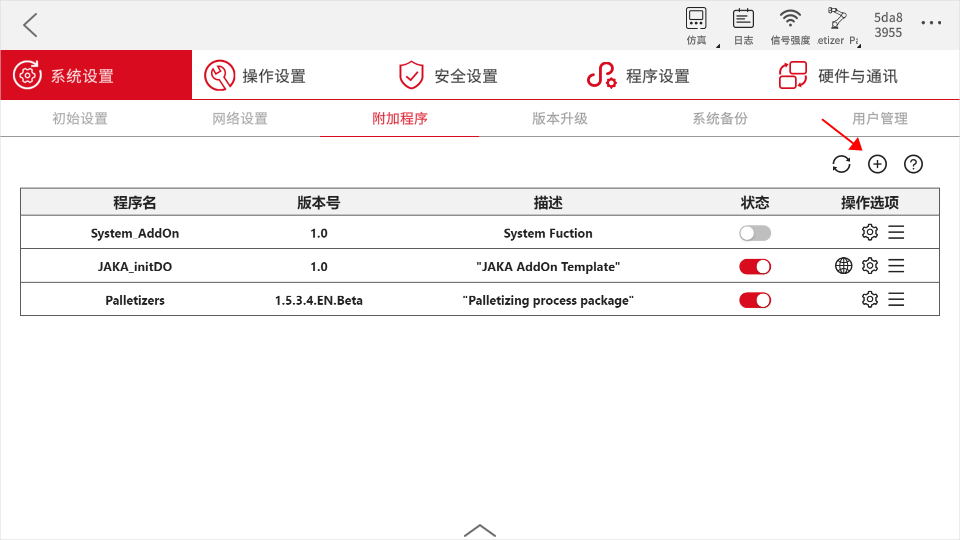 5da8
3955
仿真
日志
信号强度
etizer Pa
系统设置
操作设置
安全设置
程序设置
硬件与通讯
初始设置
网络设置
附加程序
版本升级
系统备份
用户管理
程序名 版本号 描述 状态 操作选项
System_AddOn 1.0 System Fuction
JAKA_initDO 1.0 "JAKA AddOn Template"
Palletizers 1.5.3.4.EN.Beta "Palletizing process package"